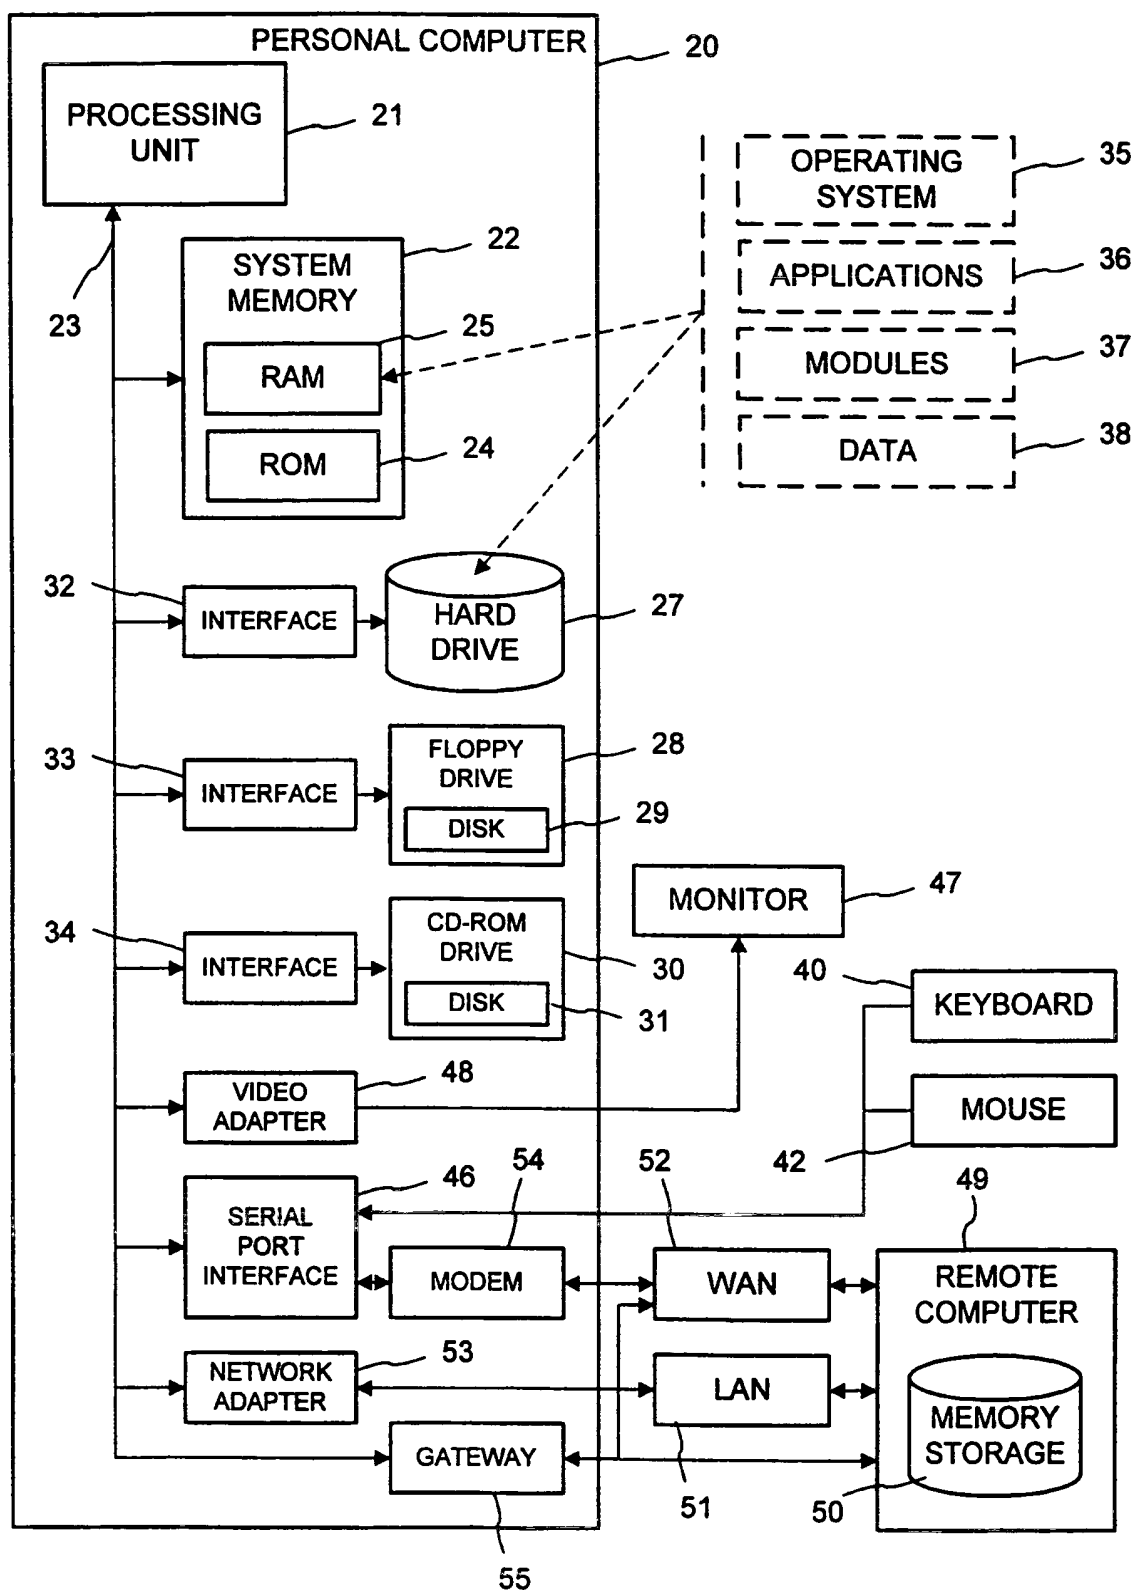 PERSONAL COMPUTER
20
PROCESSING
UNIT
21
23
OPERATING
SYSTEM
35
APPLICATIONS
36
MODULES
37
DATA
38
SYSTEM
MEMORY
22
RAM
25
ROM
24
32
INTERFACE
HARD
DRIVE
27
33
INTERFACE
FLOPPY
DRIVE
28
DISK
29
34
INTERFACE
CD-ROM
DRIVE
30
DISK
31
MONITOR
47
40
KEYBOARD
MOUSE
42
VIDEO
ADAPTER
48
SERIAL
PORT
INTERFACE
46
54
MODEM
52
WAN
49
REMOTE
COMPUTER
NETWORK
ADAPTER
53
LAN
51
MEMORY
STORAGE
50
GATEWAY
55